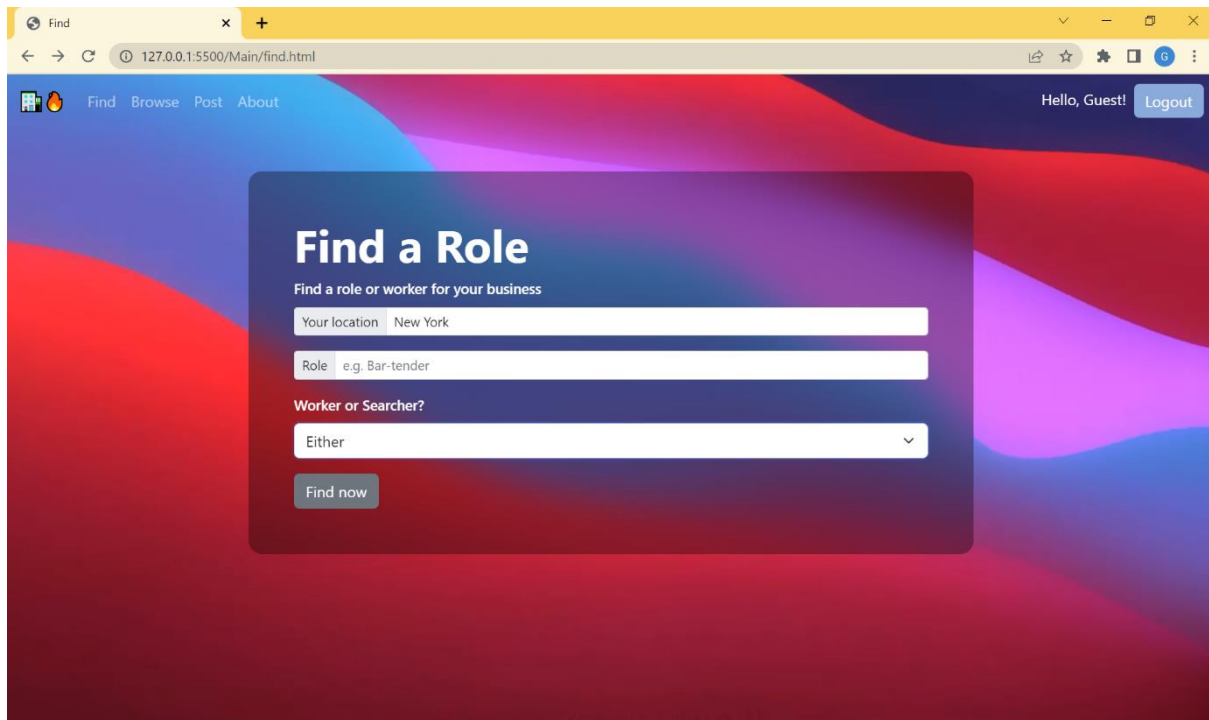 Find
127.0.0.1:5500/Main/find.html
G
Find Browse Post About
Hello, Guest! Logout
Find a Role
Find a role or worker for your business
Your location New York
Role e.g. Bar-tender
Worker or Searcher?
Either
Find now